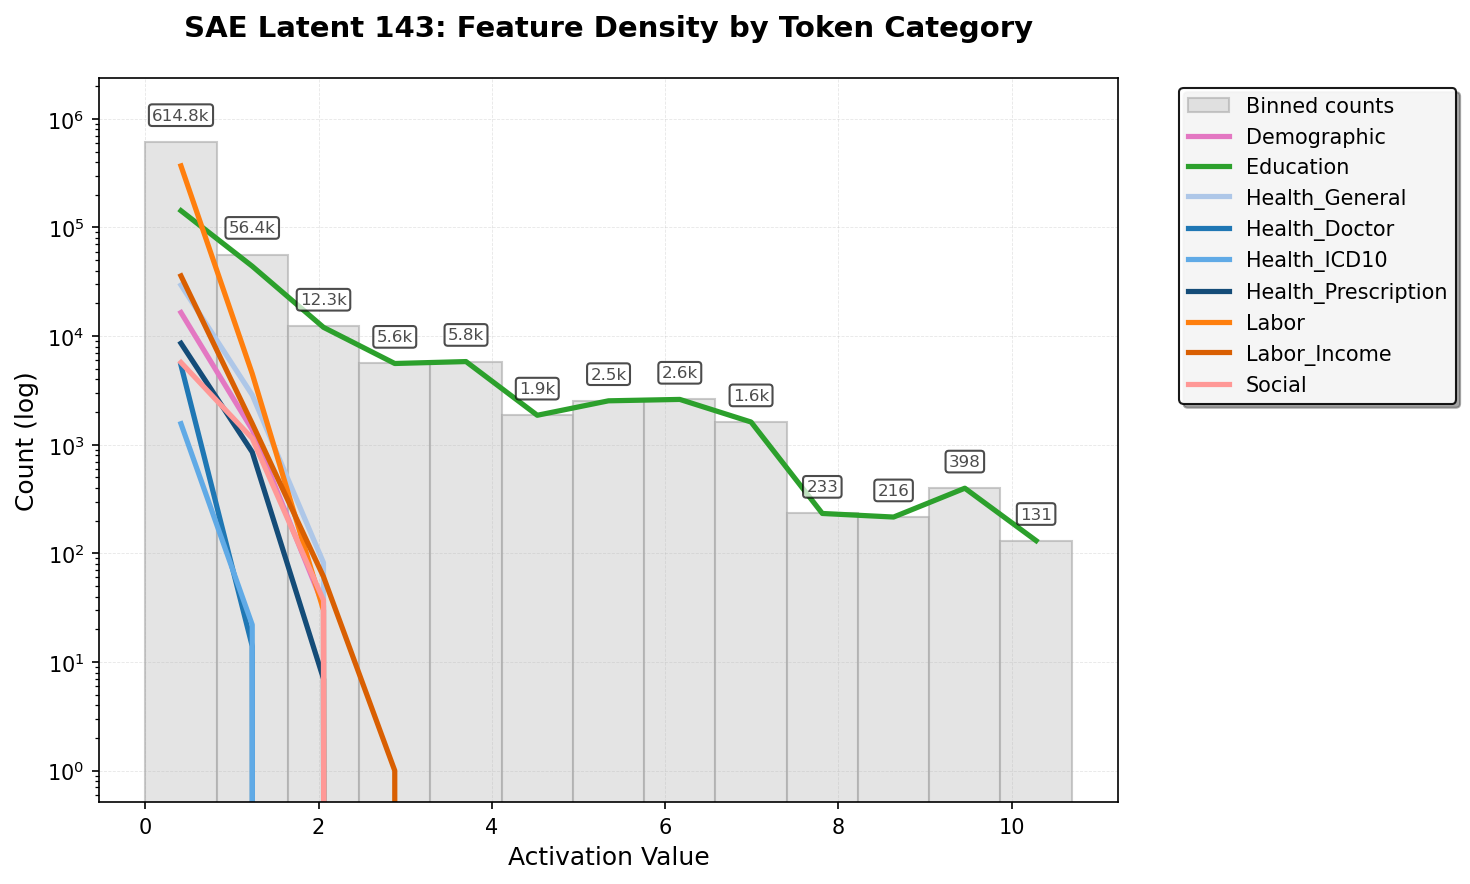 SAE Latent 143: Feature Density by Token Category
Count (log)
10⁶
10⁵
10⁴
10³
10²
10¹
10⁰
614.8k
56.4k
12.3k
5.6k
5.8k
1.9k
2.5k
2.6k
1.6k
233
216
398
131
0
2
4
6
8
10
Activation Value
Binned counts
Demographic
Education
Health_General
Health_Doctor
Health_ICD10
Health_Prescription
Labor
Labor_Income
Social